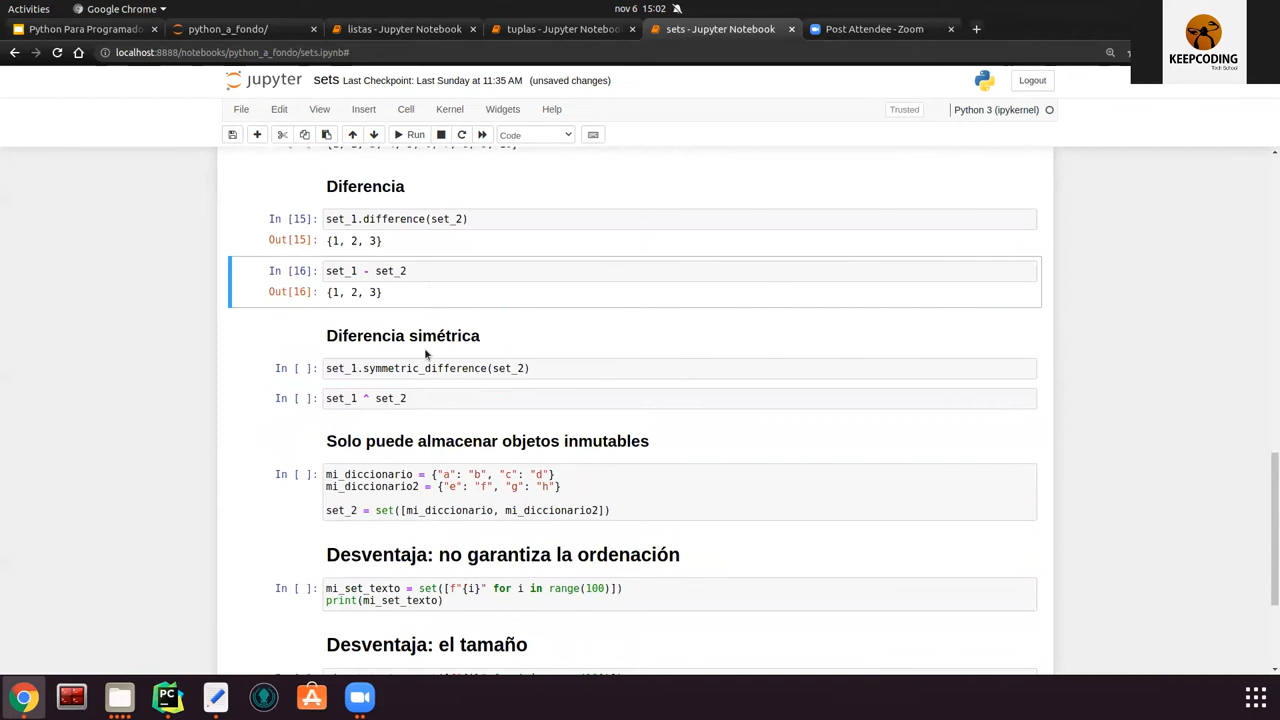 Activities
Google Chrome
nov 6 15:02
Python Para Programado
python_a_fondo/
listas - Jupyter Notebook
tuplas - Jupyter Notebook
sets - Jupyter Notebook
Post Attendee - Zoom
localhost:8888/notebooks/python_a_fondo/sets.ipynb#
KEEPCODING
Tech School
jupyter Sets Last Checkpoint: Last Sunday at 11:35 AM (unsaved changes)
Logout
File Edit View Insert Cell Kernel Widgets Help
Trusted
Python 3 (ipykernel)
Run
Code
Diferencia
In [15]: set_1.difference(set_2)
Out[15]: {1, 2, 3}
In [16]: set_1 - set_2
Out[16]: {1, 2, 3}
Diferencia simétrica
In [ ]: set_1.symmetric_difference(set_2)
In [ ]: set_1 ^ set_2
Solo puede almacenar objetos inmutables
In [ ]: mi_diccionario = {"a": "b", "c": "d"}
mi_diccionario2 = {"e": "f", "g": "h"}
set_2 = set([mi_diccionario, mi_diccionario2])
Desventaja: no garantiza la ordenación
In [ ]: mi_set_texto = set([f"{i}" for i in range(100)])
print(mi_set_texto)
Desventaja: el tamaño